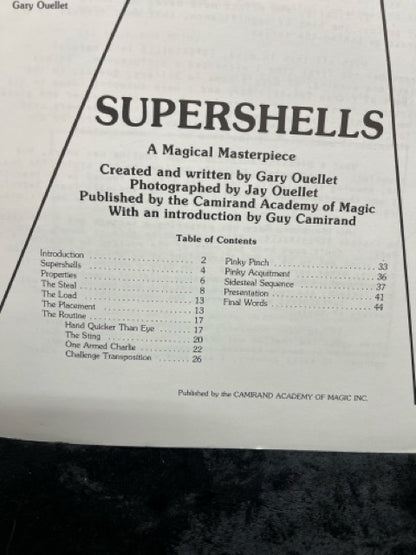 Gary Ouellet
SUPERSHELLS
A Magical Masterpiece
Created and written by Gary Ouellet
Photographed by Jay Ouellet
Published by the Camirand Academy of Magic
With an introduction by Guy Camirand
Table of Contents
Introduction 2
Supershells 4
Properties 6
The Steal 8
The Load 13
The Placement 13
The Routine 17
Hand Quicker Than Eye 17
The Sting 20
One Armed Charlie 22
Challenge Transposition 26
Pinky Pinch 33
Pinky Acquitment 36
Sidesteal Sequence 37
Presentation 41
Final Words 44
Published by the CAMIRAND ACADEMY OF MAGIC INC.